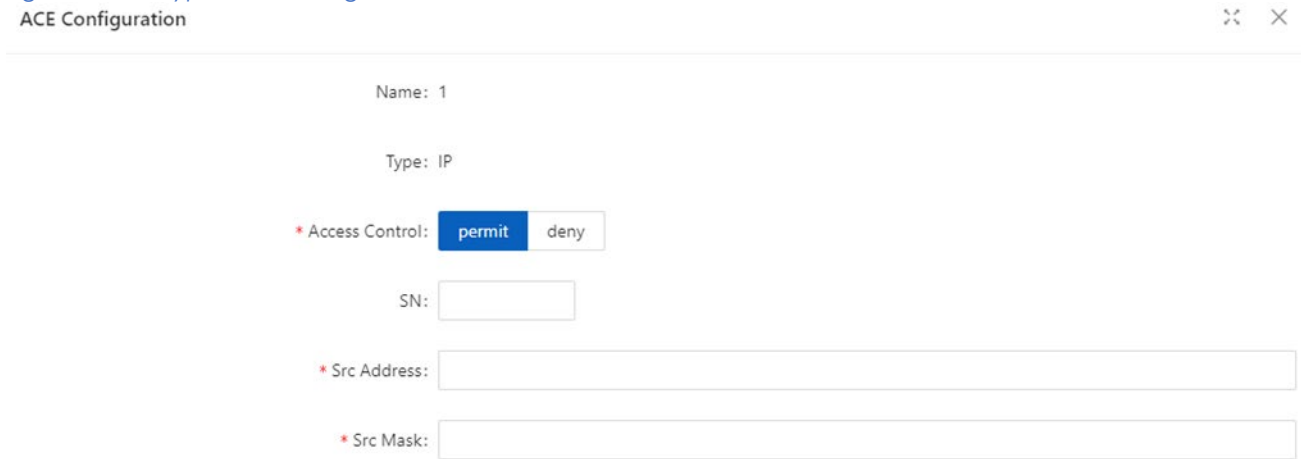 ACE Configuration
Name: 1
Type: IP
* Access Control: permit deny
SN:
* Src Address:
* Src Mask: